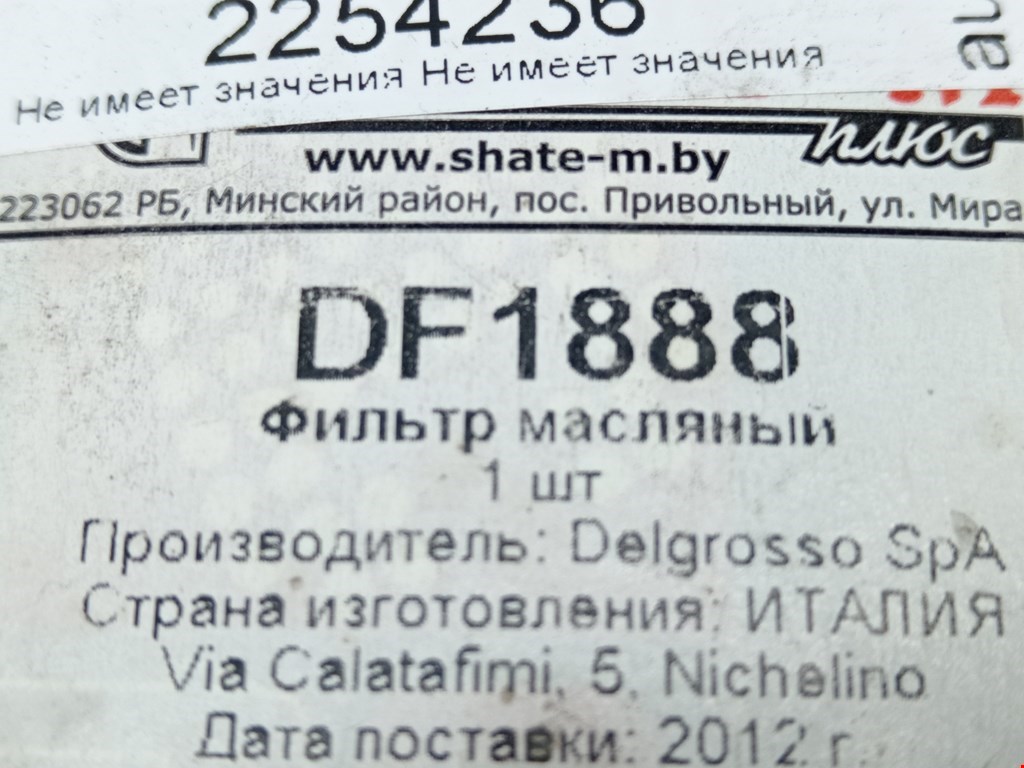 2254236
Не имеет значения Не имеет значения
плюс
www.shate-m.by
223062 РБ, Минский район, пос. Привольный, ул. Мира
DF1888
Фильтр масляный
1 шт
Производитель: Delgrosso SpA
Страна изготовления: ИТАЛИЯ
Via Calatafimi, 5, Nichelino
Дата поставки: 2012 г.